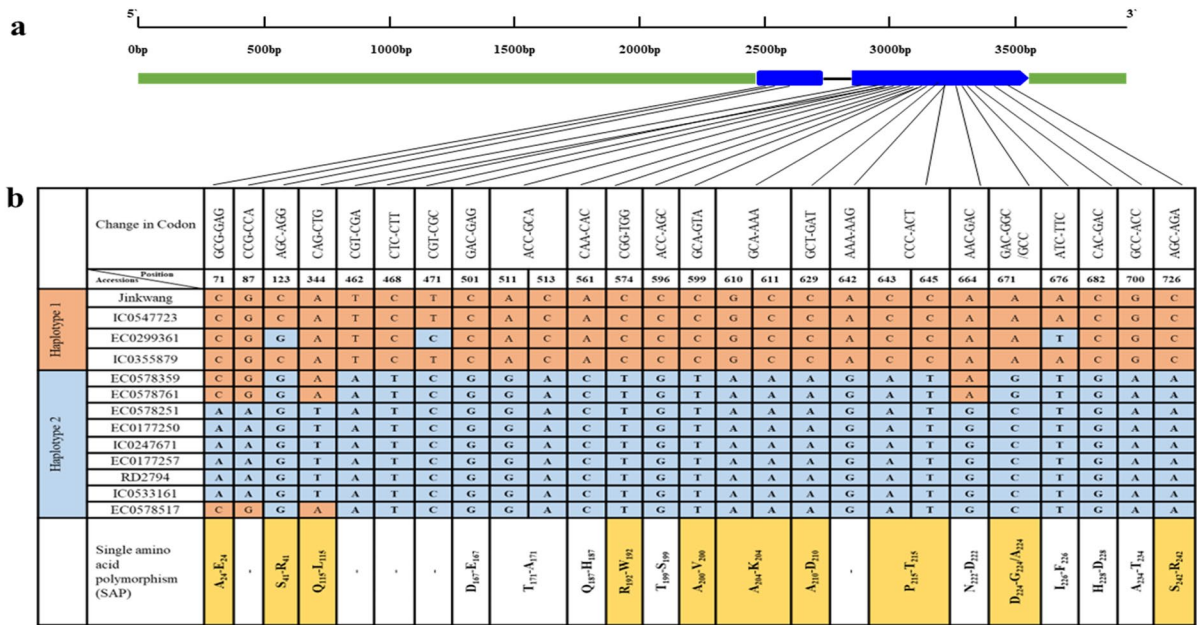 a
5` 3`
0bp 500bp 1000bp 1500bp 2000bp 2500bp 3000bp 3500bp
b
Change in Codon GCG-GAG CCG-CCA AGC-AGG CAG-CTG CGT-CGA CTC-CTT CGT-CGC GAC-GAG ACC-GCA CAA-CAC CGG-TGG ACC-AGC GCA-GTA GCA-AAA GCT-GAT AAA-AAG CCC-ACT AAC-GAC GAC-GGC /GCC ATC-TTC CAC-GAC GCC-ACC AGC-AGA
Accessions Position 71 87 123 344 462 468 471 501 511 513 561 574 596 599 610 611 629 642 643 645 664 671 676 682 700 726
Haplotype 1
Jinkwang C G C A T C T C A C A C C C G C C A C C A A A C G C
IC0547723 C G C A T C T C A C A C C C G C C A C C A A A C G C
EC0299361 C G G A T C C C A C A C C C G C C A C C A A T C G C
IC0355879 C G C A T C T C A C A C C C G C C A C C A A A C G C
Haplotype 2
EC0578359 C G G A A T C G G A C T G T A A A G A T A G T G A A
EC0578761 C G G A A T C G G A C T G T A A A G A T A G T G A A
EC0578251 A A G T A T C G G A C T G T A A A G A T G C T G A A
EC0177250 A A G T A T C G G A C T G T A A A G A T G C T G A A
IC0247671 A A G T A T C G G A C T G T A A A G A T G C T G A A
EC0177257 A A G T A T C G G A C T G T A A A G A T G C T G A A
RD2794 A A G T A T C G G A C T G T A A A G A T G C T G A A
IC0533161 A A G T A T C G G A C T G T A A A G A T G C T G A A
EC0578517 C G G A A T C G G A C T G T A A A G A T G C T G A A
Single amino acid polymorphism (SAP) A24-E24 - S41-R41 Q115-L115 - - - D167-E167 T171-A171 Q187-H187 R192-W192 T199-S199 A200-V200 A204-K204 A210-D210 - P215-T215 N222-D222 D224-G224/A224 I226-F226 H228-D228 A234-T234 S242-R242